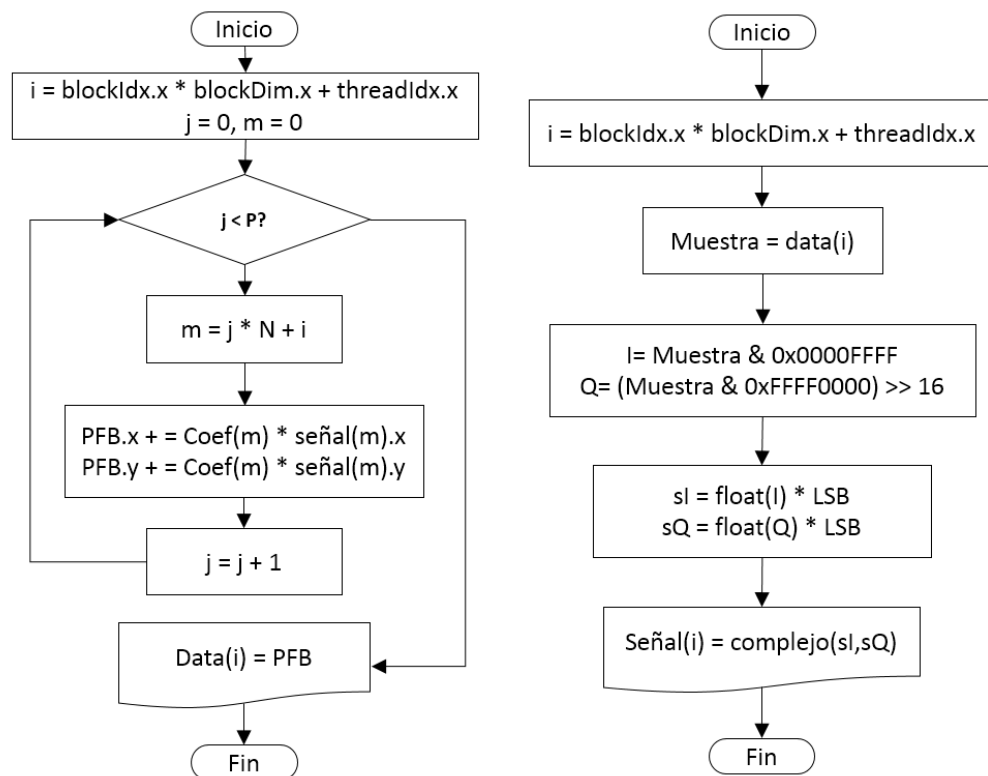 Inicio
i = blockIdx.x * blockDim.x + threadIdx.x
j = 0, m = 0
j < P?
m = j * N + i
PFB.x + = Coef(m) * señal(m).x
PFB.y + = Coef(m) * señal(m).y
j = j + 1
Data(i) = PFB
Fin
Inicio
i = blockIdx.x * blockDim.x + threadIdx.x
Muestra = data(i)
I= Muestra & 0x0000FFFF
Q= (Muestra & 0xFFFF0000) >> 16
sI = float(I) * LSB
sQ = float(Q) * LSB
Señal(i) = complejo(sI,sQ)
Fin